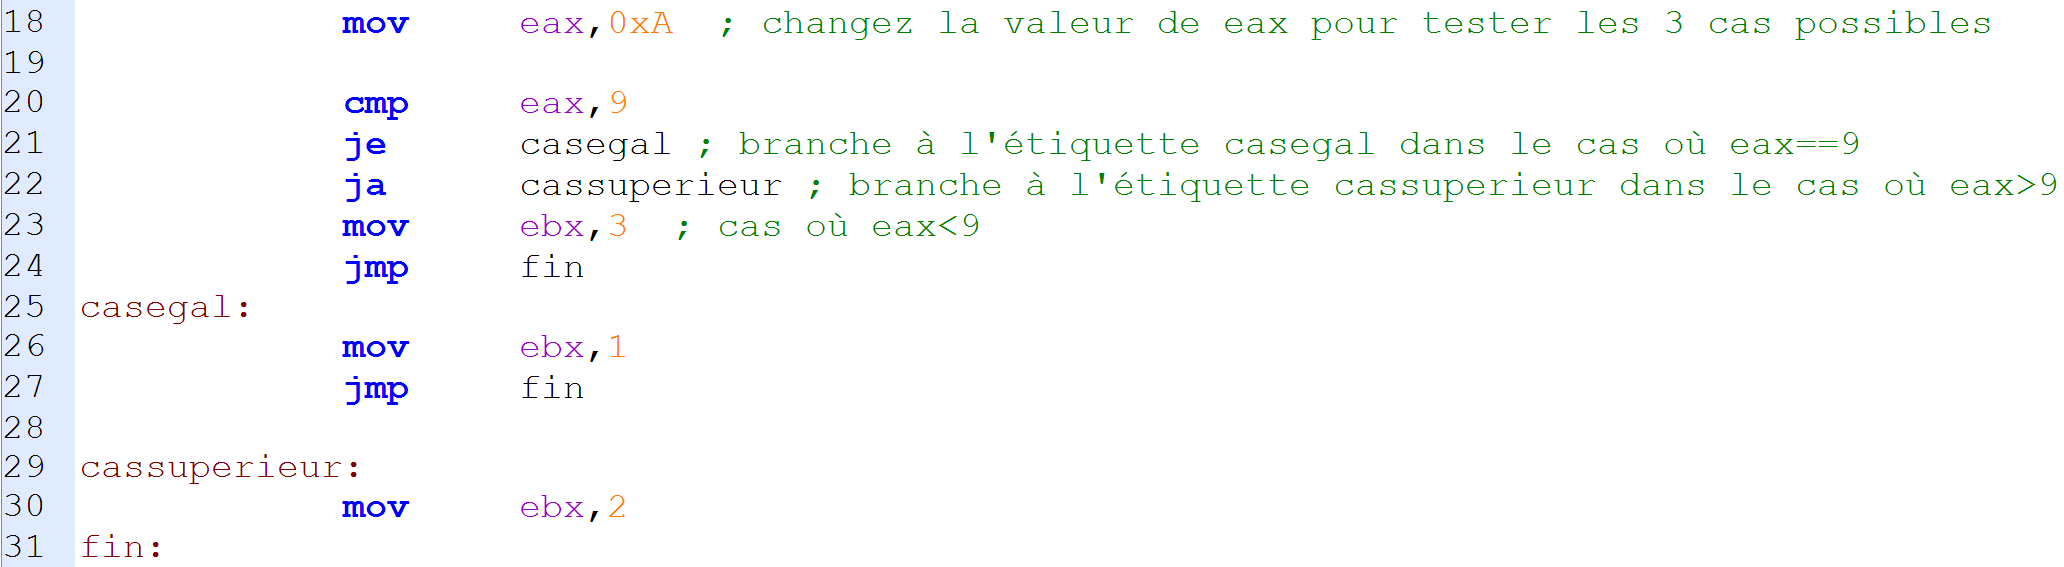 18 mov eax,0xA ; changez la valeur de eax pour tester les 3 cas possibles
19
20 cmp eax,9
21 je casegal ; branche à l'étiquette casegal dans le cas où eax==9
22 ja cassuperieur ; branche à l'étiquette cassuperieur dans le cas où eax>9
23 mov ebx,3 ; cas où eax<9
24 jmp fin
25 casegal:
26 mov ebx,1
27 jmp fin
28
29 cassuperieur:
30 mov ebx,2
31 fin: